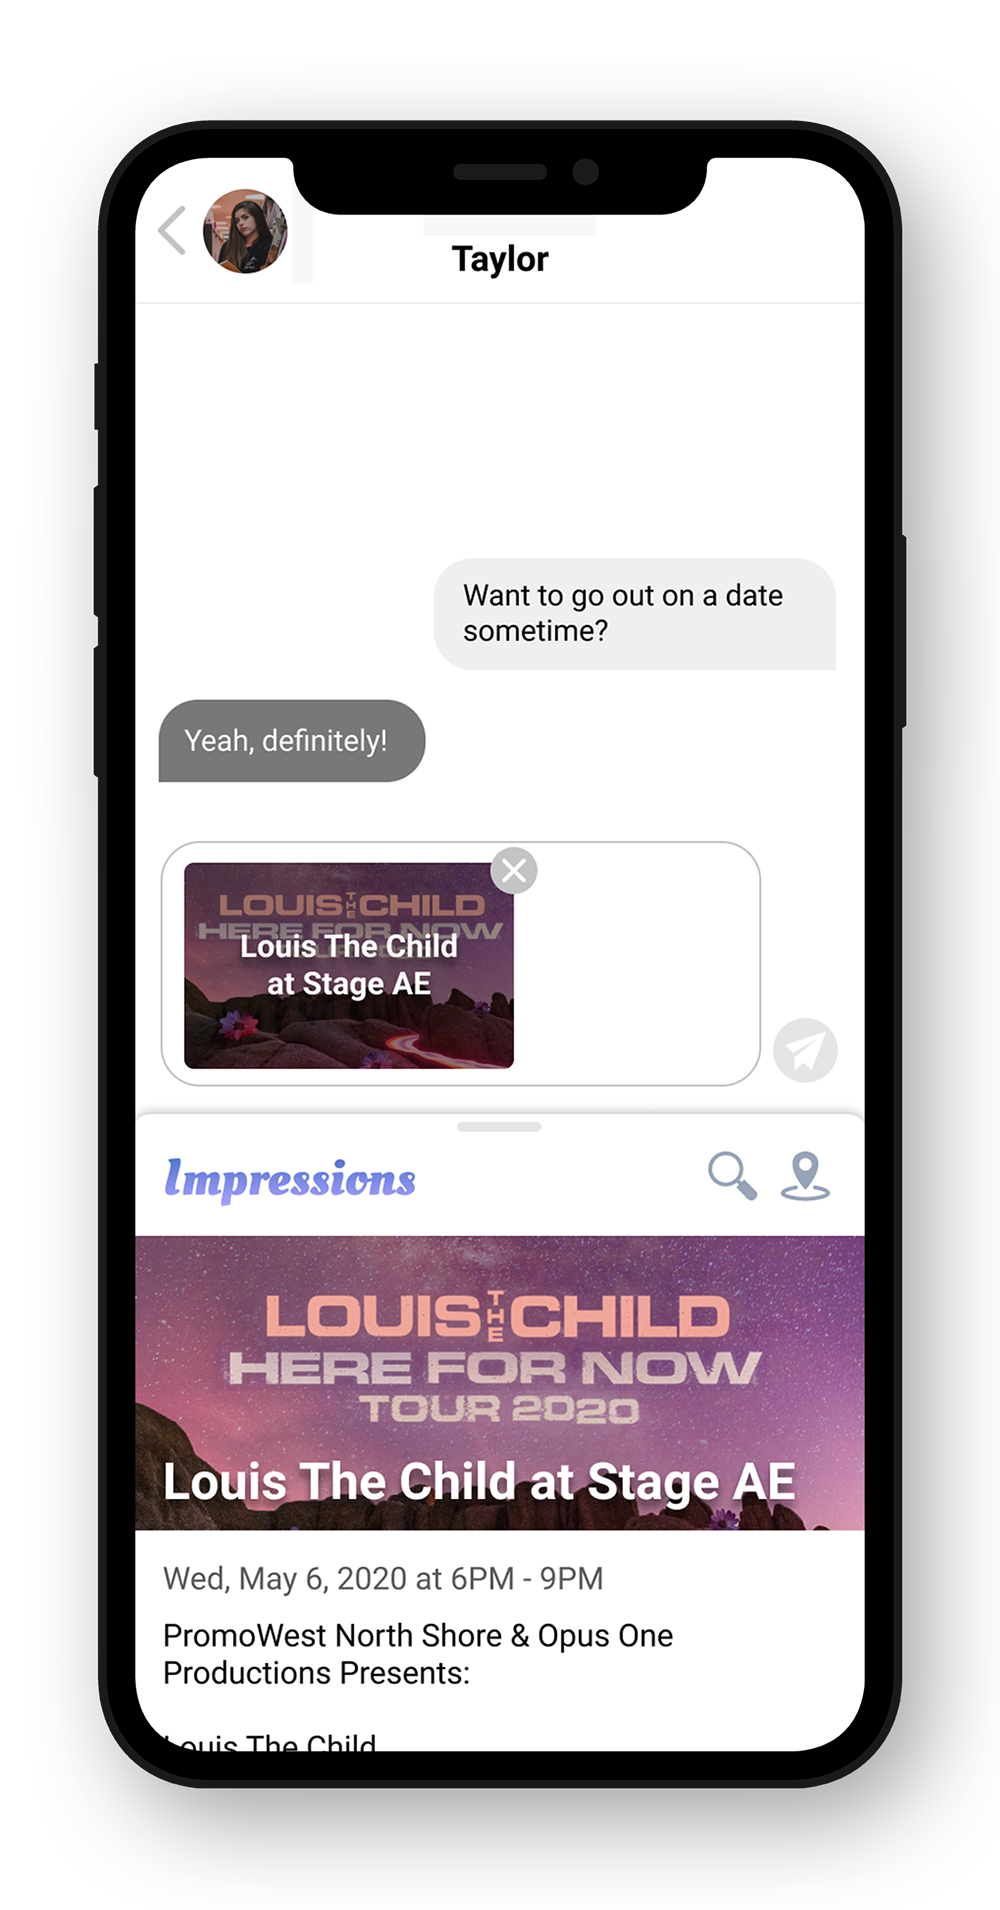 Taylor
Want to go out on a date
sometime?
Yeah, definitely!
LOUIS THE CHILD
HERE FOR NOW
Louis The Child
at Stage AE
Impressions
LOUIS THE CHILD
HERE FOR NOW
TOUR 2020
Louis The Child at Stage AE
Wed, May 6, 2020 at 6PM - 9PM
PromoWest North Shore & Opus One
Productions Presents:
Louis The Child